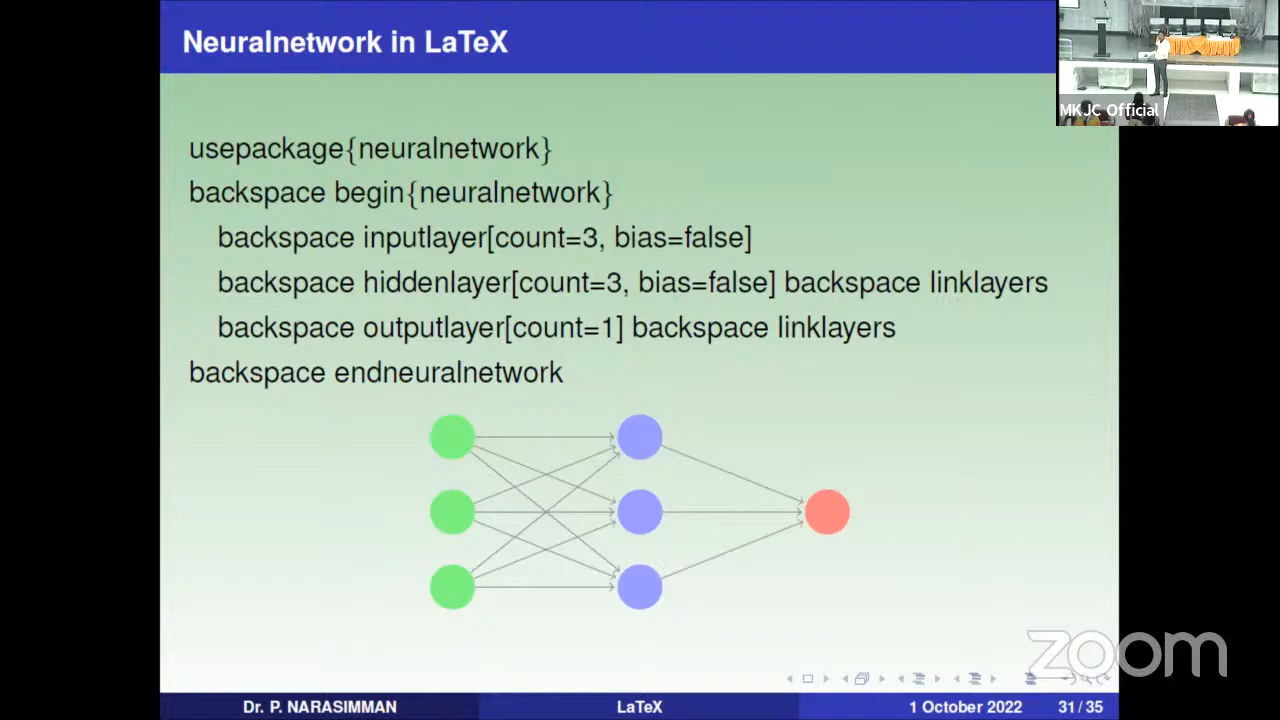 Neuralnetwork in LaTeX
MKJC Official
usepackage{neuralnetwork}
backspace begin{neuralnetwork}
backspace inputlayer[count=3, bias=false]
backspace hiddenlayer[count=3, bias=false] backspace linklayers
backspace outputlayer[count=1] backspace linklayers
backspace endneuralnetwork
zoom
Dr. P. NARASIMMAN LaTeX 1 October 2022 31 / 35